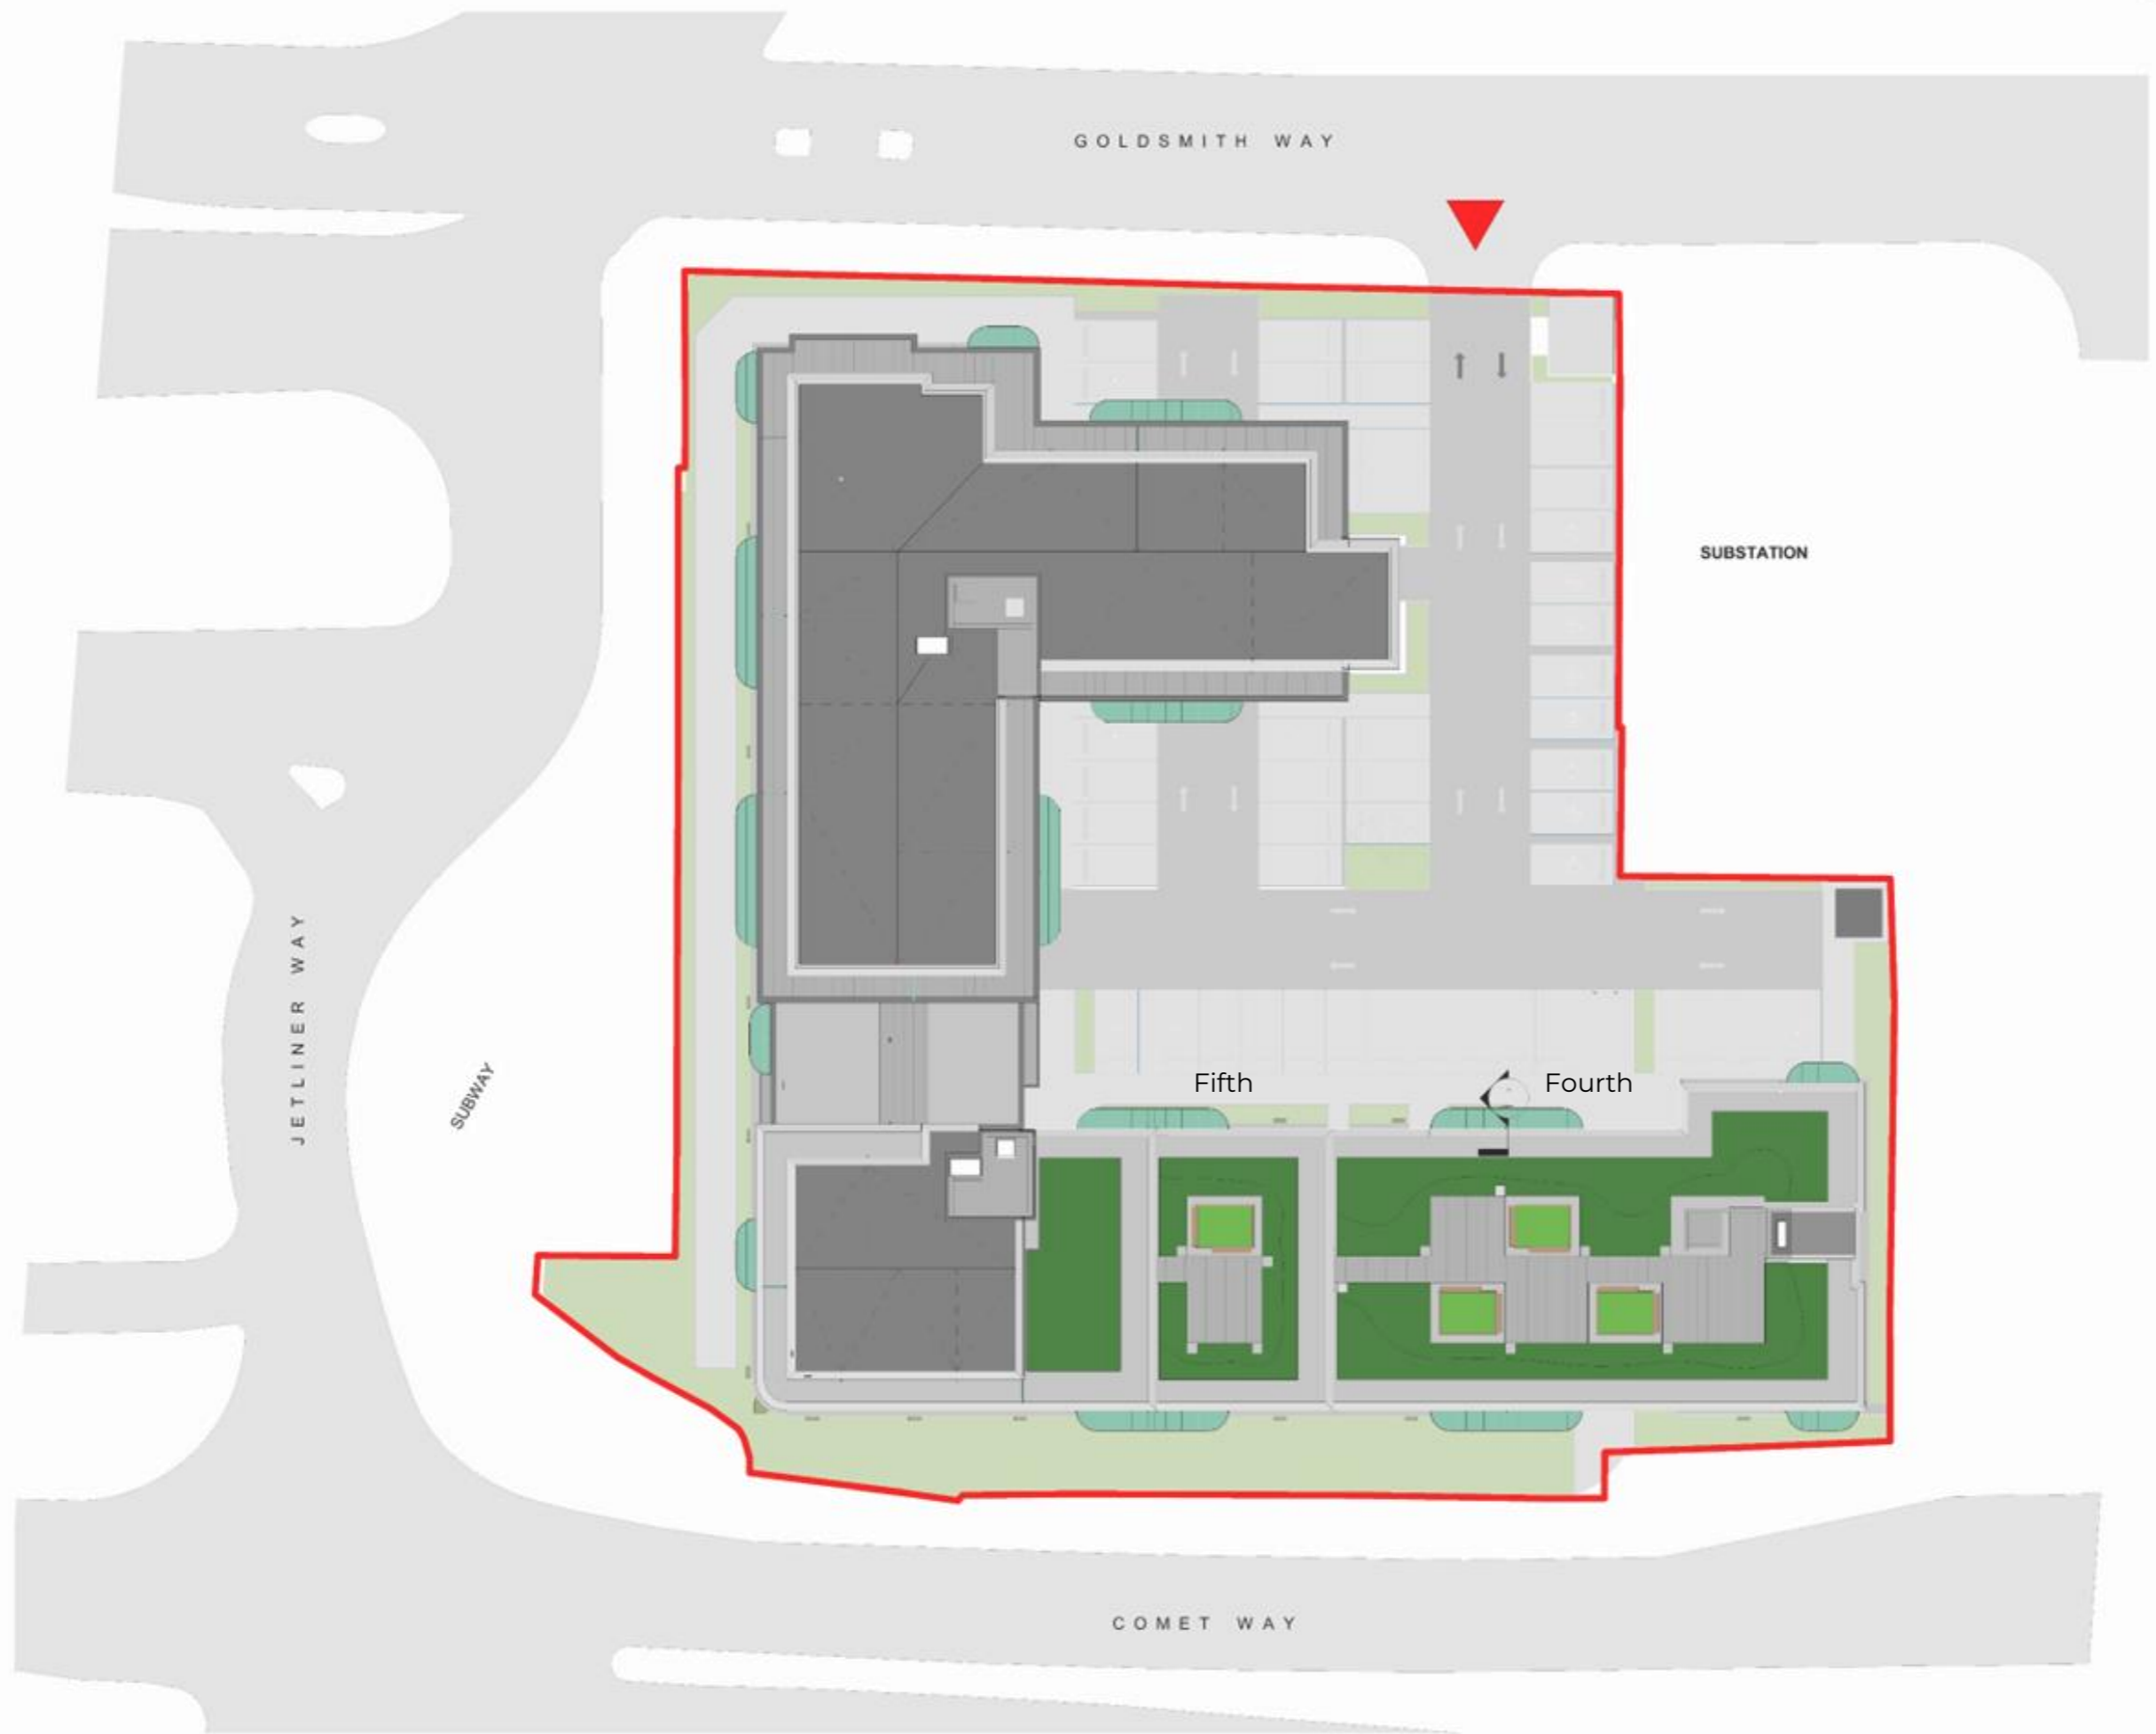 GOLDSMITH WAY
SUBSTATION
JETLINER WAY
SUBWAY
Fifth
Fourth
COMET WAY